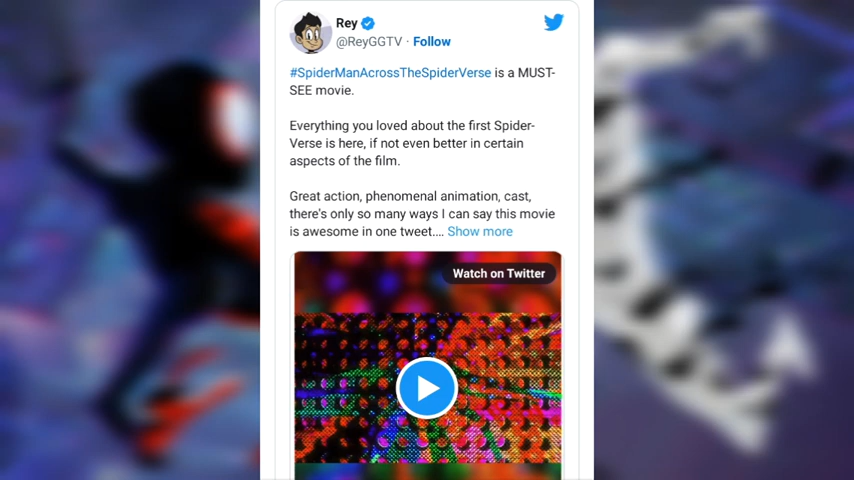 Rey
@ReyGGTV · Follow
#SpiderManAcrossTheSpiderVerse is a MUST-
SEE movie.
Everything you loved about the first Spider-
Verse is here, if not even better in certain
aspects of the film.
Great action, phenomenal animation, cast,
there's only so many ways I can say this movie
is awesome in one tweet.... Show more
Watch on Twitter